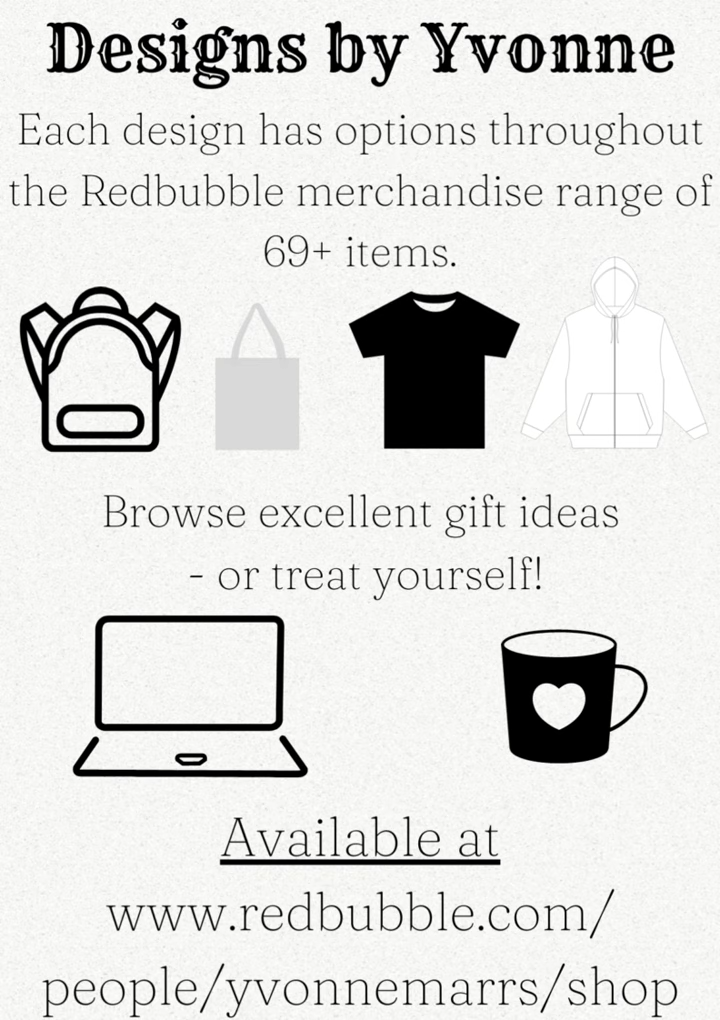 Designs by Yvonne
Each design has options throughout
the Redbubble merchandise range of
69+ items.
Browse excellent gift ideas
- or treat yourself!
Available at
www.redbubble.com/
people/yvonnemarrs/shop